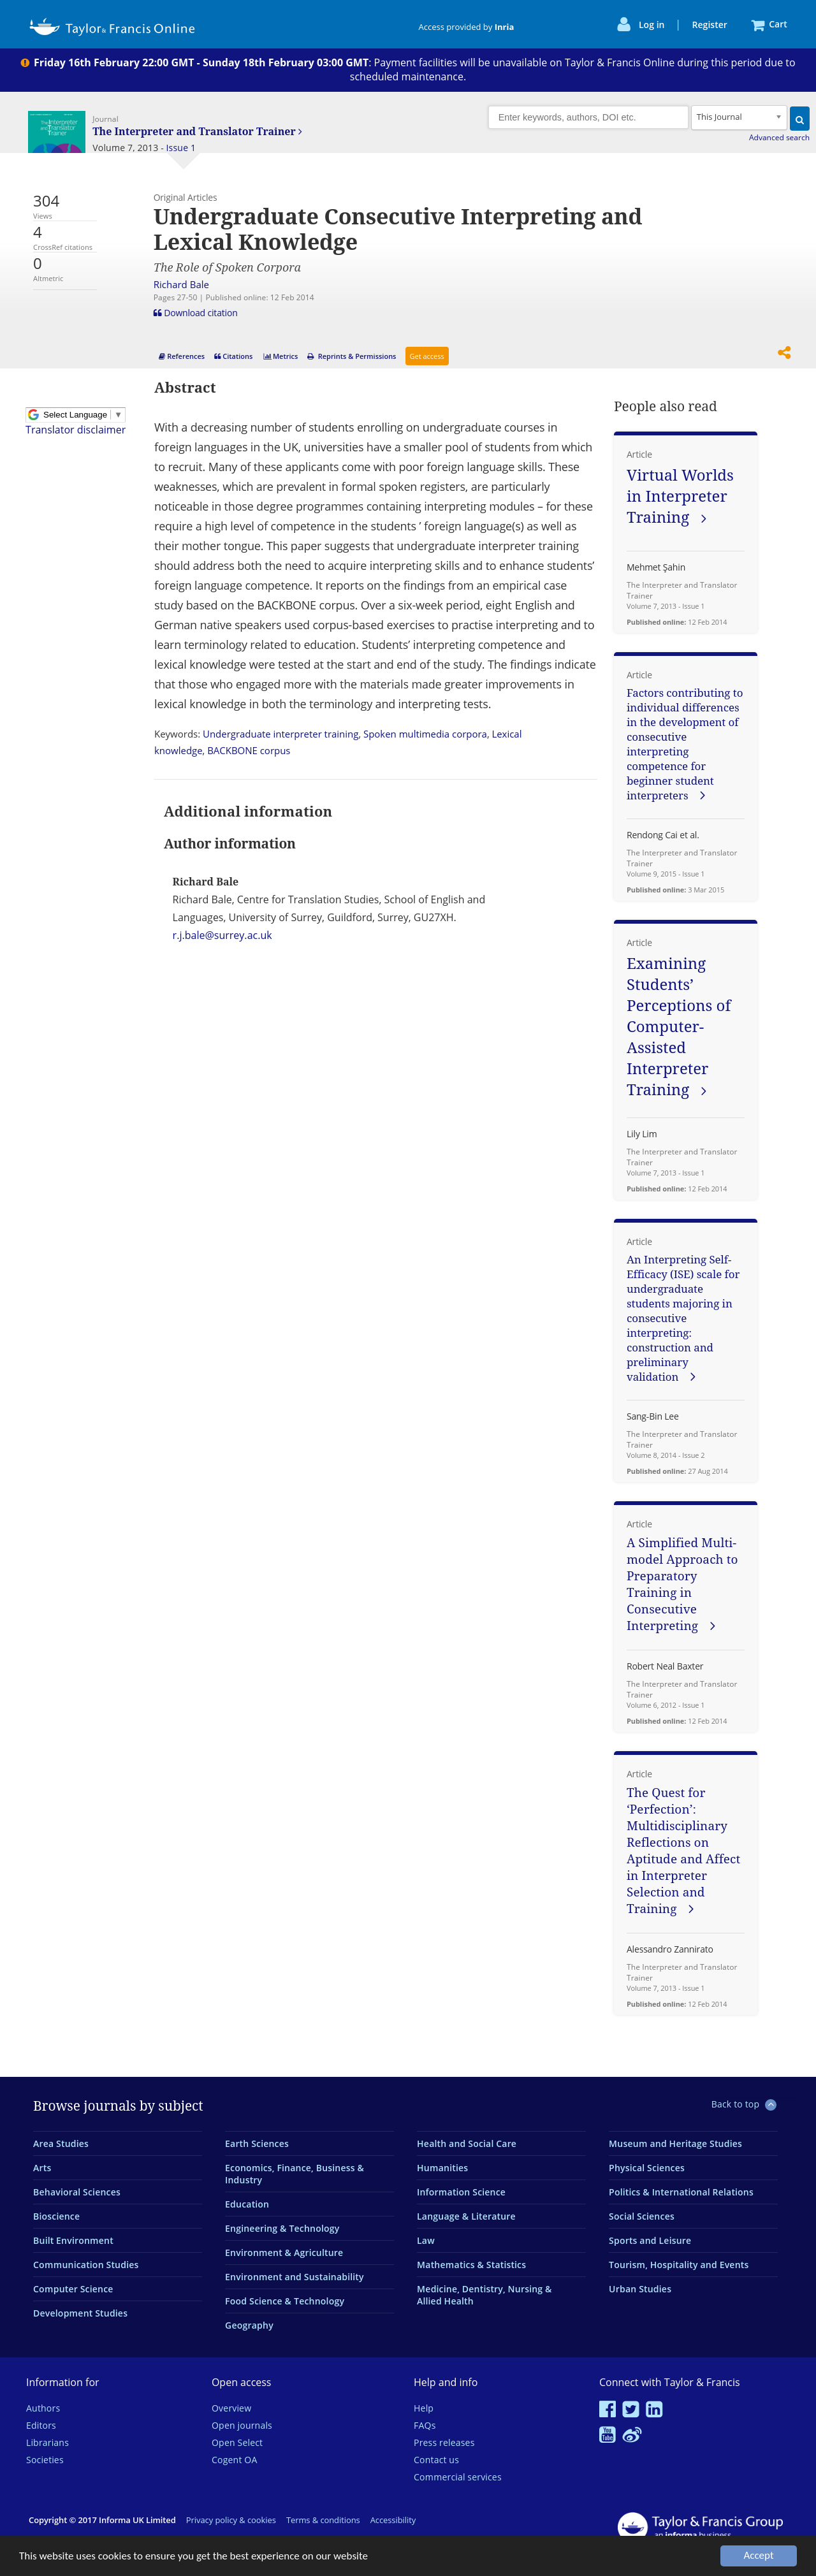 Taylor & Francis Online
Access provided by Inria
Log in
Register
Cart
Friday 16th February 22:00 GMT - Sunday 18th February 03:00 GMT: Payment facilities will be unavailable on Taylor & Francis Online during this period due to
scheduled maintenance.
The Interpreter and Translator Trainer
Journal
The Interpreter and Translator Trainer
Volume 7, 2013 - Issue 1
Enter keywords, authors, DOI etc.
This Journal
Advanced search
304
Views
4
CrossRef citations
0
Altmetric
Original Articles
Undergraduate Consecutive Interpreting and
Lexical Knowledge
The Role of Spoken Corpora
Richard Bale
Pages 27-50 | Published online: 12 Feb 2014
Download citation
References
Citations
Metrics
Reprints & Permissions
Get access
Select Language ▼
Translator disclaimer
Abstract
With a decreasing number of students enrolling on undergraduate courses in
foreign languages in the UK, universities have a smaller pool of students from which
to recruit. Many of these applicants come with poor foreign language skills. These
weaknesses, which are prevalent in formal spoken registers, are particularly
noticeable in those degree programmes containing interpreting modules – for these
require a high level of competence in the students ’ foreign language(s) as well as
their mother tongue. This paper suggests that undergraduate interpreter training
should address both the need to acquire interpreting skills and to enhance students’
foreign language competence. It reports on the findings from an empirical case
study based on the BACKBONE corpus. Over a six-week period, eight English and
German native speakers used corpus-based exercises to practise interpreting and to
learn terminology related to education. Students’ interpreting competence and
lexical knowledge were tested at the start and end of the study. The findings indicate
that those who engaged more with the materials made greater improvements in
lexical knowledge in both the terminology and interpreting tests.
Keywords: Undergraduate interpreter training, Spoken multimedia corpora, Lexical
knowledge, BACKBONE corpus
Additional information
Author information
Richard Bale
Richard Bale, Centre for Translation Studies, School of English and
Languages, University of Surrey, Guildford, Surrey, GU27XH.
r.j.bale@surrey.ac.uk
People also read
Article
Virtual Worlds
in Interpreter
Training
Mehmet Şahin
The Interpreter and Translator
Trainer
Volume 7, 2013 - Issue 1
Published online: 12 Feb 2014
Article
Factors contributing to
individual differences
in the development of
consecutive
interpreting
competence for
beginner student
interpreters
Rendong Cai et al.
The Interpreter and Translator
Trainer
Volume 9, 2015 - Issue 1
Published online: 3 Mar 2015
Article
Examining
Students’
Perceptions of
Computer-
Assisted
Interpreter
Training
Lily Lim
The Interpreter and Translator
Trainer
Volume 7, 2013 - Issue 1
Published online: 12 Feb 2014
Article
An Interpreting Self-
Efficacy (ISE) scale for
undergraduate
students majoring in
consecutive
interpreting:
construction and
preliminary
validation
Sang-Bin Lee
The Interpreter and Translator
Trainer
Volume 8, 2014 - Issue 2
Published online: 27 Aug 2014
Article
A Simplified Multi-
model Approach to
Preparatory
Training in
Consecutive
Interpreting
Robert Neal Baxter
The Interpreter and Translator
Trainer
Volume 6, 2012 - Issue 1
Published online: 12 Feb 2014
Article
The Quest for
‘Perfection’:
Multidisciplinary
Reflections on
Aptitude and Affect
in Interpreter
Selection and
Training
Alessandro Zannirato
The Interpreter and Translator
Trainer
Volume 7, 2013 - Issue 1
Published online: 12 Feb 2014
Browse journals by subject
Back to top
Area Studies
Arts
Behavioral Sciences
Bioscience
Built Environment
Communication Studies
Computer Science
Development Studies
Earth Sciences
Economics, Finance, Business &
Industry
Education
Engineering & Technology
Environment & Agriculture
Environment and Sustainability
Food Science & Technology
Geography
Health and Social Care
Humanities
Information Science
Language & Literature
Law
Mathematics & Statistics
Medicine, Dentistry, Nursing &
Allied Health
Museum and Heritage Studies
Physical Sciences
Politics & International Relations
Social Sciences
Sports and Leisure
Tourism, Hospitality and Events
Urban Studies
Information for
Authors
Editors
Librarians
Societies
Open access
Overview
Open journals
Open Select
Cogent OA
Help and info
Help
FAQs
Press releases
Contact us
Commercial services
Connect with Taylor & Francis
Copyright © 2017 Informa UK Limited
Privacy policy & cookies
Terms & conditions
Accessibility
Taylor & Francis Group
an informa business
This website uses cookies to ensure you get the best experience on our website
Accept